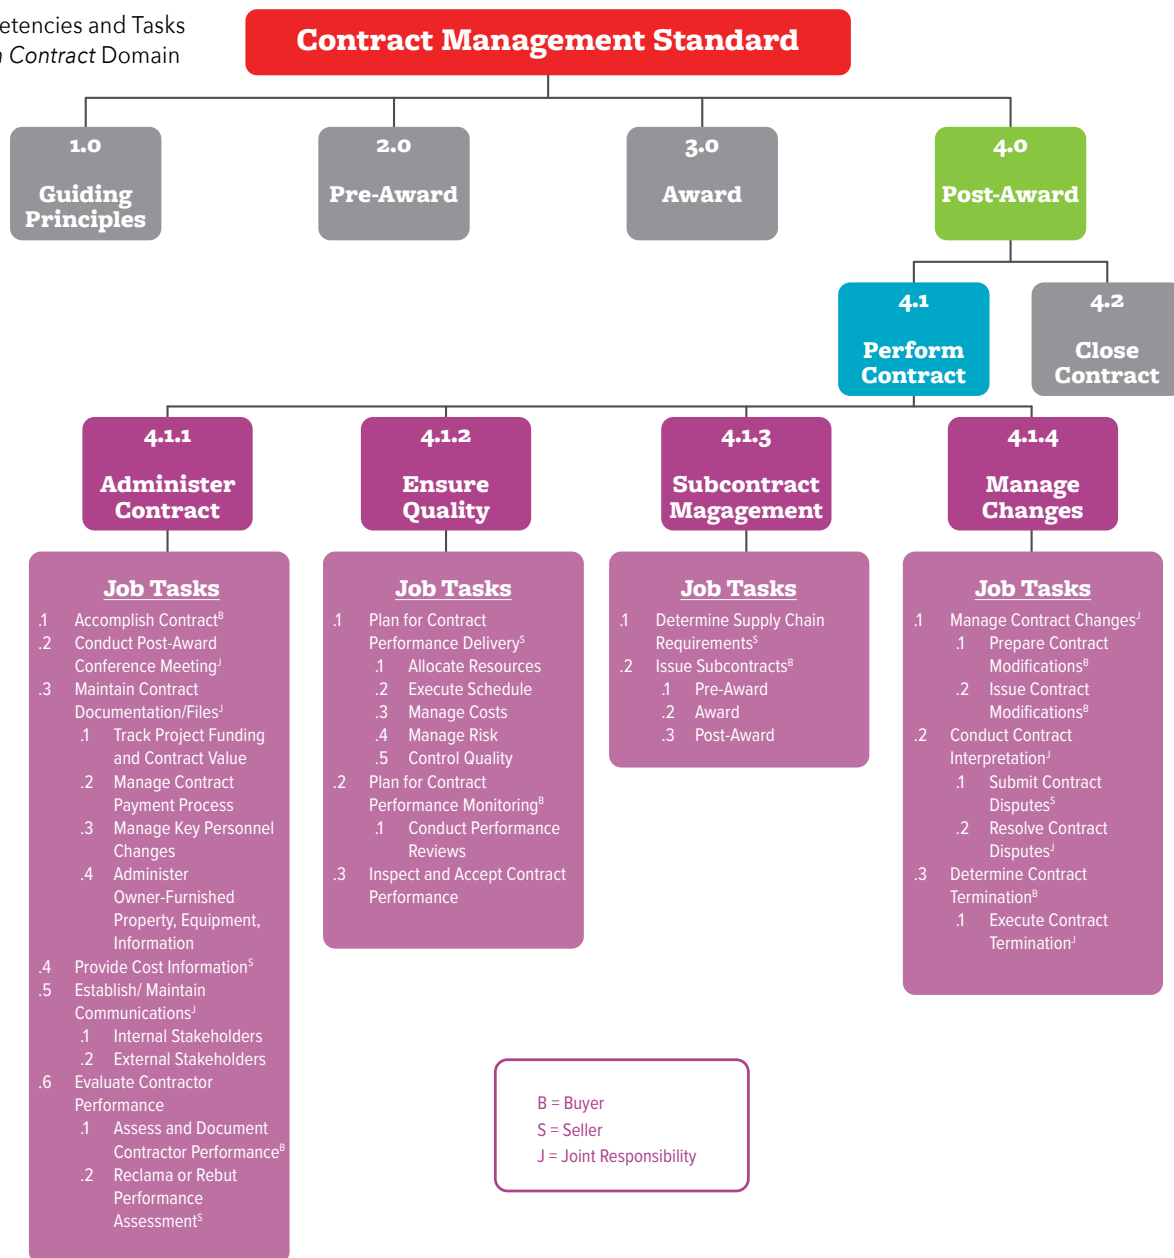 etencies and Tasks
Contract Domain
Contract Management Standard
1.0
Guiding
Principles
2.0
Pre-Award
3.0
Award
4.0
Post-Award
4.1
Perform
Contract
4.2
Close
Contract
4.1.1
Administer
Contract
4.1.2
Ensure
Quality
4.1.3
Subcontract
Magagement
4.1.4
Manage
Changes
Job Tasks
.1 Accomplish Contractᴮ
.2 Conduct Post-Award
Conference Meetingᴶ
.3 Maintain Contract
Documentation/Filesᴶ
.1 Track Project Funding
and Contract Value
.2 Manage Contract
Payment Process
.3 Manage Key Personnel
Changes
.4 Administer
Owner-Furnished
Property, Equipment,
Information
.4 Provide Cost Informationˢ
.5 Establish/ Maintain
Communicationsᴶ
.1 Internal Stakeholders
.2 External Stakeholders
.6 Evaluate Contractor
Performance
.1 Assess and Document
Contractor Performanceᴮ
.2 Reclama or Rebut
Performance
Assessmentˢ
Job Tasks
.1 Plan for Contract
Performance Deliveryˢ
.1 Allocate Resources
.2 Execute Schedule
.3 Manage Costs
.4 Manage Risk
.5 Control Quality
.2 Plan for Contract
Performance Monitoringᴮ
.1 Conduct Performance
Reviews
.3 Inspect and Accept Contract
Performance
Job Tasks
.1 Determine Supply Chain
Requirementsˢ
.2 Issue Subcontractsᴮ
.1 Pre-Award
.2 Award
.3 Post-Award
Job Tasks
.1 Manage Contract Changesᴶ
.1 Prepare Contract
Modificationsᴮ
.2 Issue Contract
Modificationsᴮ
.2 Conduct Contract
Interpretationᴶ
.1 Submit Contract
Disputesˢ
.2 Resolve Contract
Disputesᴶ
.3 Determine Contract
Terminationᴮ
.1 Execute Contract
Terminationᴶ
B = Buyer
S = Seller
J = Joint Responsibility